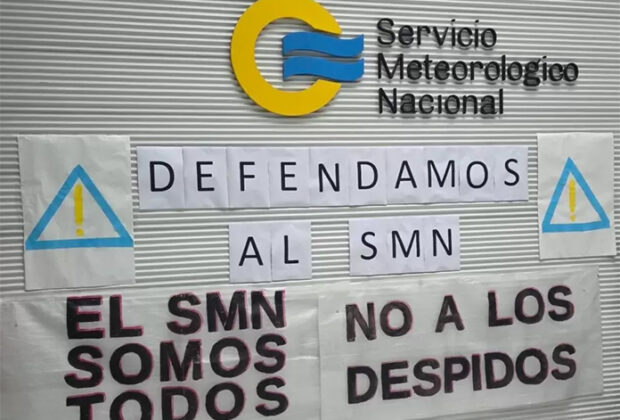 Servicio
Meteorologico
Nacional
DEFENDAMOS
AL SMN
EL SMN
SOMOS
TODOS
NO A LOS
DESPIDOS